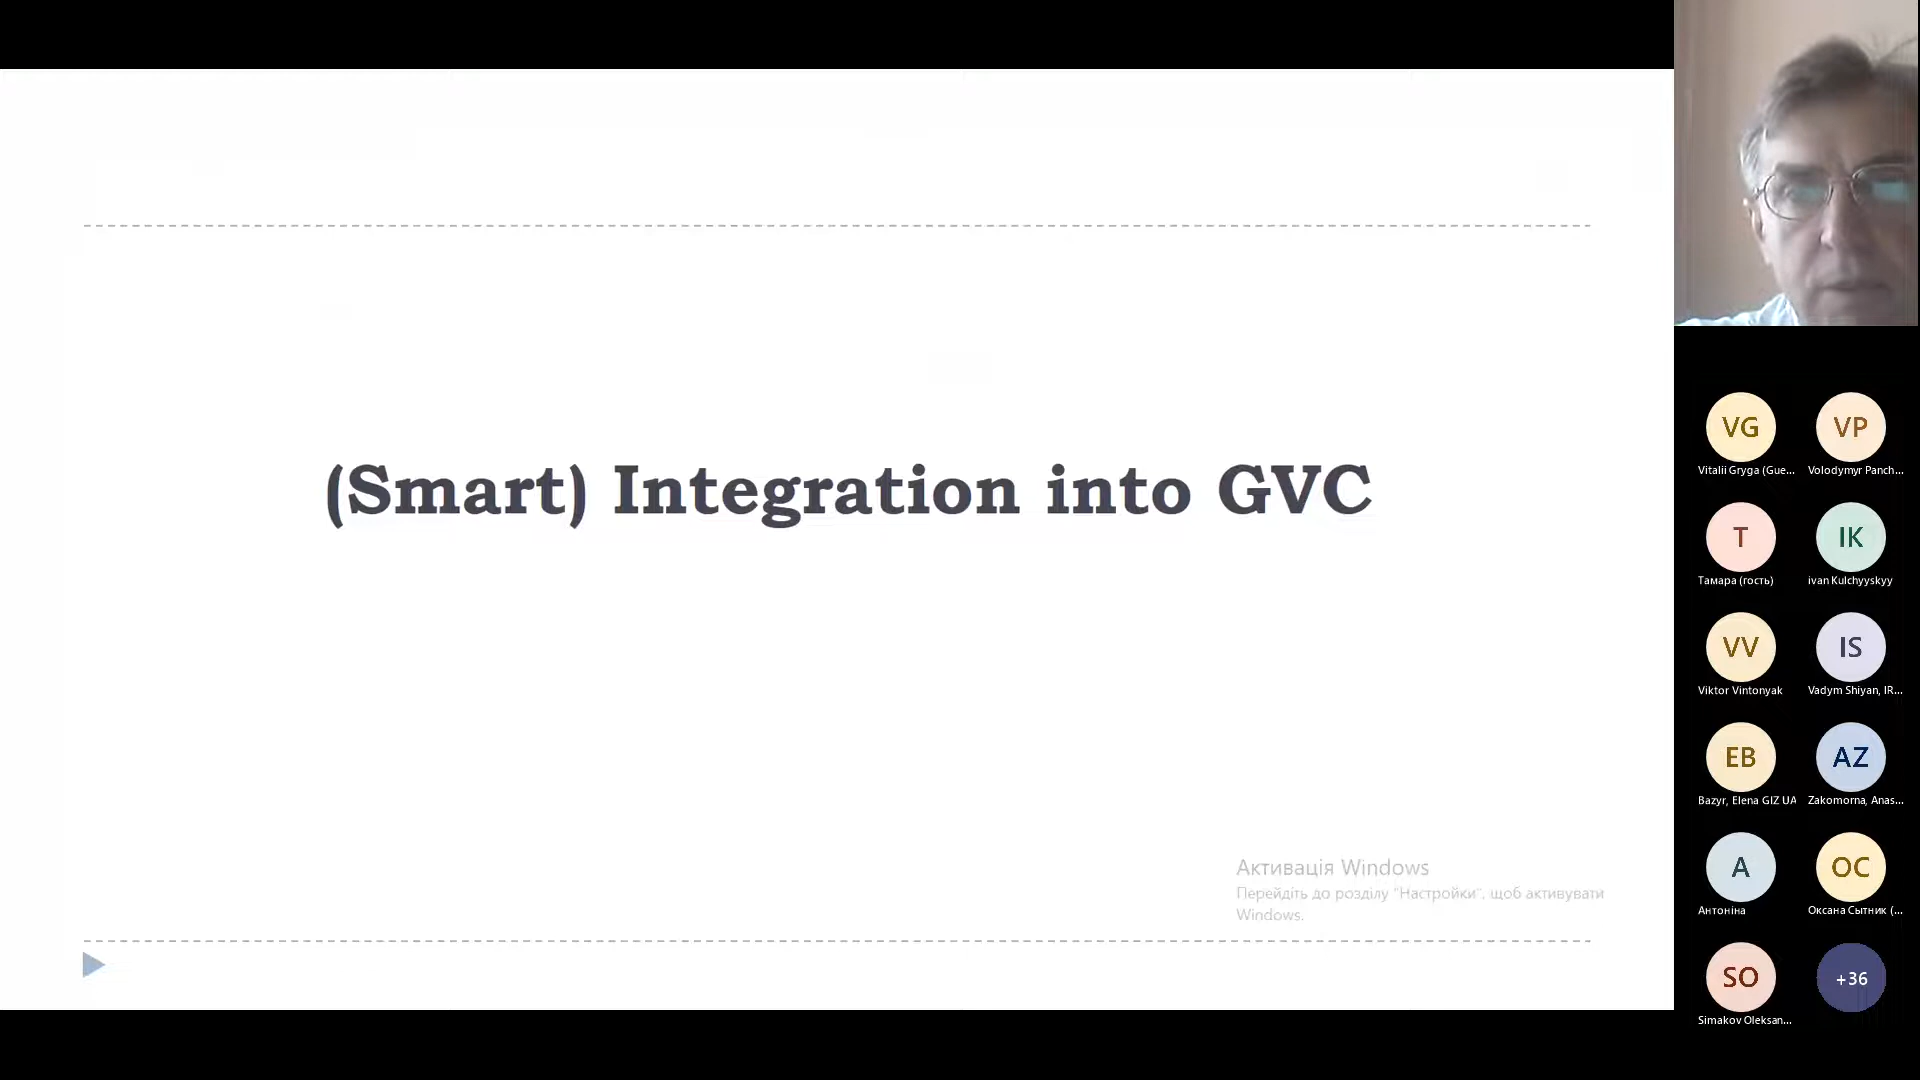 (Smart) Integration into GVC
Активація Windows
Перейдіть до розділу "Настройки", щоб активувати
Windows.
VG
VP
Vitalii Gryga (Gue...
Volodymyr Panch...
T
IK
Тамара (гость)
ivan Kulchyyskyy
VV
IS
Viktor Vintonyak
Vadym Shiyan, IR...
EB
AZ
Bazyr, Elena GIZ UA
Zakomorna, Anas...
A
ОС
Антоніна
Оксана Сытник (...
SO
+36
Simakov Oleksan...